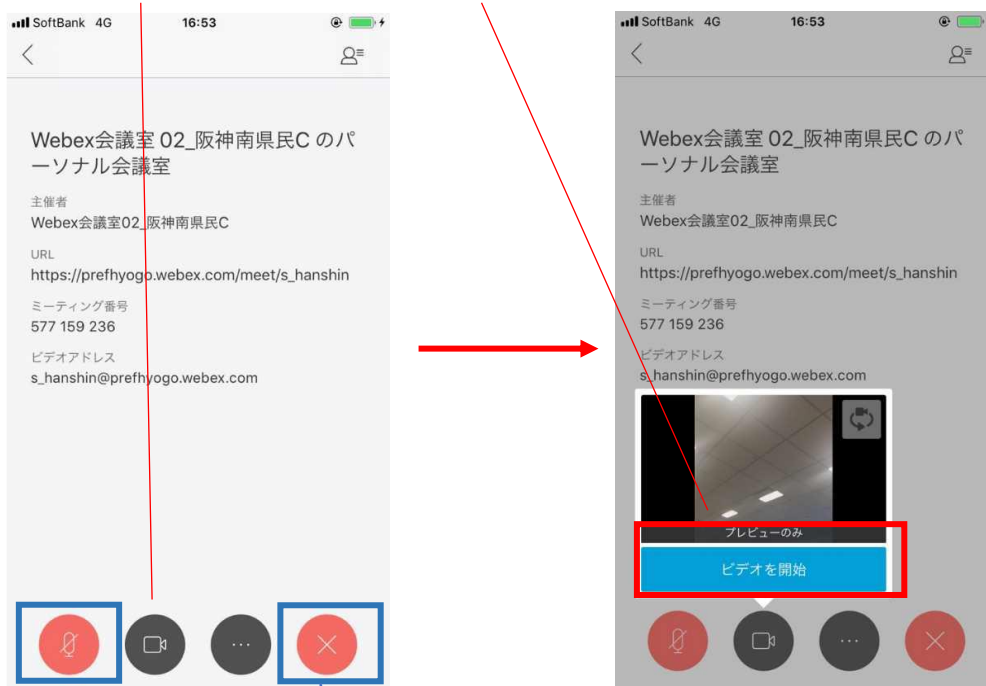 SoftBank 4G 16:53
Webex会議室 02_阪神南県民C のパ
ーソナル会議室
主催者
Webex会議室02_阪神南県民C
URL
https://prefhyogo.webex.com/meet/s_hanshin
ミーティング番号
577 159 236
ビデオアドレス
s_hanshin@prefhyogo.webex.com
SoftBank 4G 16:53
Webex会議室 02_阪神南県民C のパ
ーソナル会議室
主催者
Webex会議室02_阪神南県民C
URL
https://prefhyogo.webex.com/meet/s_hanshin
ミーティング番号
577 159 236
ビデオアドレス
s_hanshin@prefhyogo.webex.com
プレビューのみ
ビデオを開始